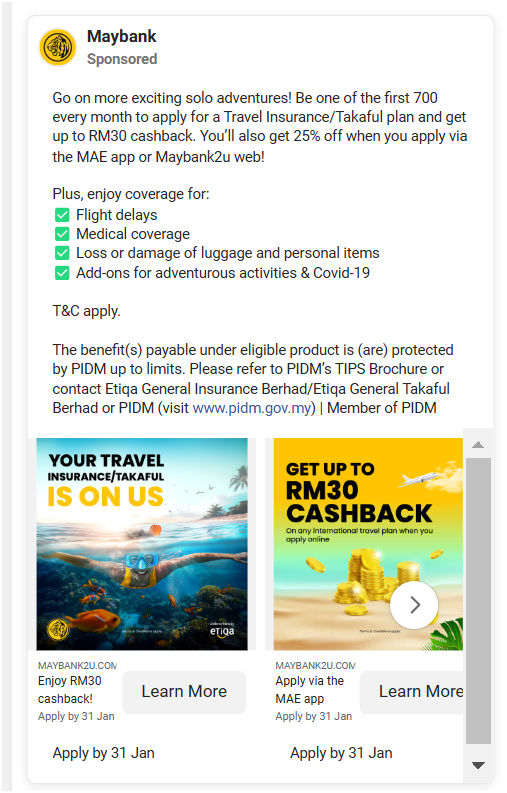 Maybank
Sponsored
Go on more exciting solo adventures! Be one of the first 700
every month to apply for a Travel Insurance/Takaful plan and get
up to RM30 cashback. You'll also get 25% off when you apply via
the MAE app or Maybank2u web!
Plus, enjoy coverage for:
✅ Flight delays
✅ Medical coverage
✅ Loss or damage of luggage and personal items
✅ Add-ons for adventurous activities & Covid-19
T&C apply.
The benefit(s) payable under eligible product is (are) protected
by PIDM up to limits. Please refer to PIDM's TIPS Brochure or
contact Etiqa General Insurance Berhad/Etiqa General Takaful
Berhad or PIDM (visit www.pidm.gov.my) | Member of PIDM
YOUR TRAVEL
INSURANCE/TAKAFUL
IS ON US
Underwritten by
etiqa
Terms & Conditions apply
GET UP TO
RM30
CASHBACK
On any international travel plan when you
apply online
Terms & Conditions apply
MAYBANK2U.COM
Enjoy RM30
cashback!
Apply by 31 Jan
Learn More
Apply by 31 Jan
MAYBANK2U.COM
Apply via the
MAE app
Apply by 31 Jan
Learn More
Apply by 31 Jan